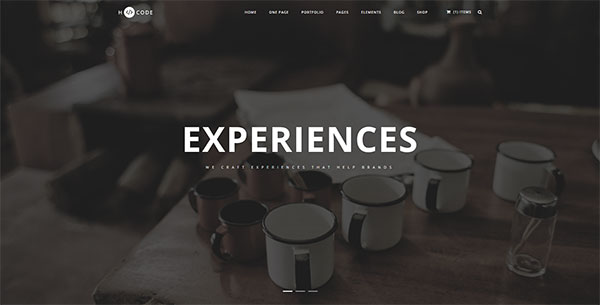 H </> CODE
HOME ONE PAGE PORTFOLIO PAGES ELEMENTS BLOG SHOP (1) ITEMS
EXPERIENCES
WE CRAFT EXPERIENCES THAT HELP BRANDS